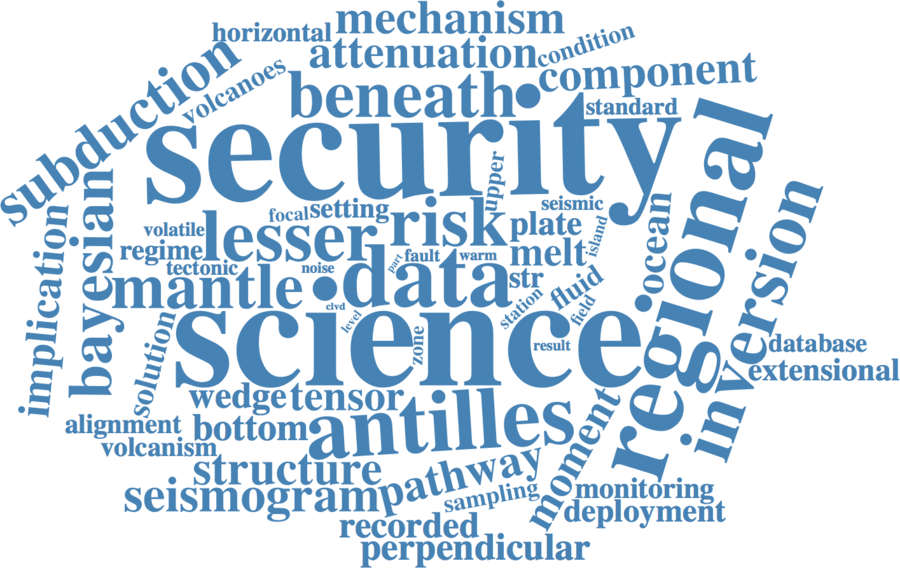 horizontal
mechanism
attenuation
condition
subduction
volcanoes
beneath
component
standard
security
regional
upper
seismic
implication
bayesian
volatile
focal
setting
lesser
risk
plate
island
ocean
inversion
regime
tectonic
noise
part
fault
warm
melt
mantle
data
str
fluid
clvd
level
station
field
solution
science
zone
result
database
extensional
wedge
tensor
alignment
bottom
antilles
volcanism
moment
structure
pathway
seismogram
sampling
monitoring
deployment
recorded
perpendicular